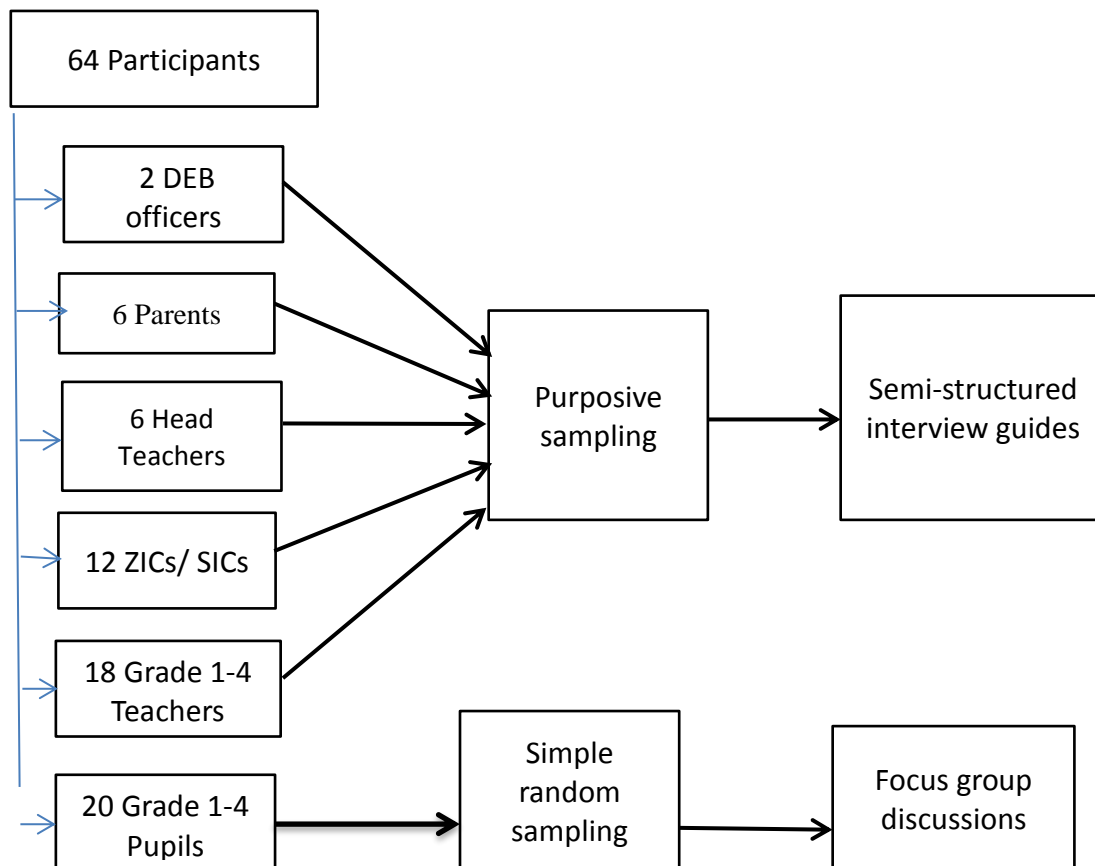 64 Participants
2 DEB
officers
6 Parents
6 Head
Teachers
12 ZICs/ SICs
18 Grade 1-4
Teachers
20 Grade 1-4
Pupils
Purposive
sampling
Semi-structured
interview guides
Simple
random
sampling
Focus group
discussions